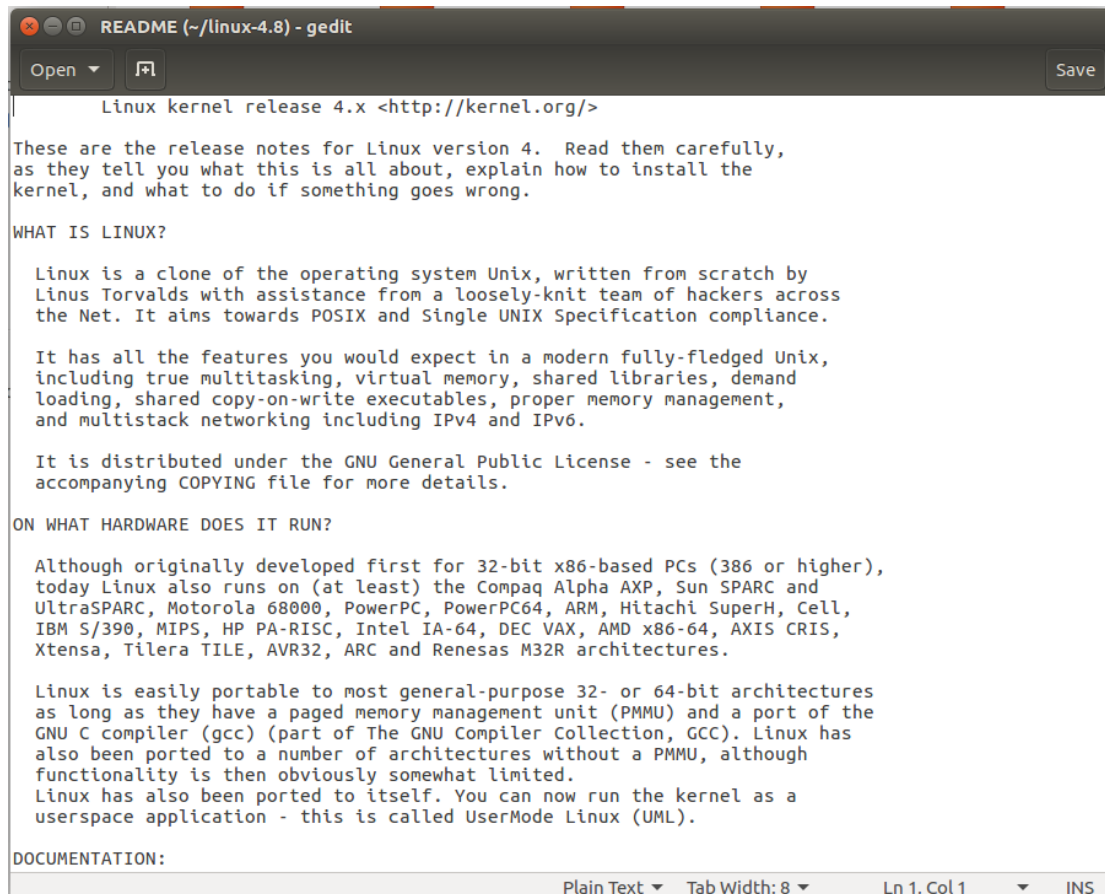 README (~/linux-4.8) - gedit
Open Save
Linux kernel release 4.x <http://kernel.org/>
These are the release notes for Linux version 4.  Read them carefully,
as they tell you what this is all about, explain how to install the
kernel, and what to do if something goes wrong.
WHAT IS LINUX?
Linux is a clone of the operating system Unix, written from scratch by
Linus Torvalds with assistance from a loosely-knit team of hackers across
the Net. It aims towards POSIX and Single UNIX Specification compliance.
It has all the features you would expect in a modern fully-fledged Unix,
including true multitasking, virtual memory, shared libraries, demand
loading, shared copy-on-write executables, proper memory management,
and multistack networking including IPv4 and IPv6.
It is distributed under the GNU General Public License - see the
accompanying COPYING file for more details.
ON WHAT HARDWARE DOES IT RUN?
Although originally developed first for 32-bit x86-based PCs (386 or higher),
today Linux also runs on (at least) the Compaq Alpha AXP, Sun SPARC and
UltraSPARC, Motorola 68000, PowerPC, PowerPC64, ARM, Hitachi SuperH, Cell,
IBM S/390, MIPS, HP PA-RISC, Intel IA-64, DEC VAX, AMD x86-64, AXIS CRIS,
Xtensa, Tilera TILE, AVR32, ARC and Renesas M32R architectures.
Linux is easily portable to most general-purpose 32- or 64-bit architectures
as long as they have a paged memory management unit (PMMU) and a port of the
GNU C compiler (gcc) (part of The GNU Compiler Collection, GCC). Linux has
also been ported to a number of architectures without a PMMU, although
functionality is then obviously somewhat limited.
Linux has also been ported to itself. You can now run the kernel as a
userspace application - this is called UserMode Linux (UML).
DOCUMENTATION:
Plain Text Tab Width: 8 Ln 1, Col 1 INS